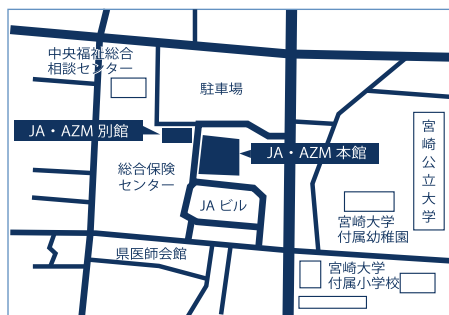 中央福祉総合
相談センター
駐車場
JA・AZM 別館
JA・AZM 本館
宮崎公立大学
総合保険
センター
JA ビル
宮崎大学
付属幼稚園
県医師会館
宮崎大学
付属小学校